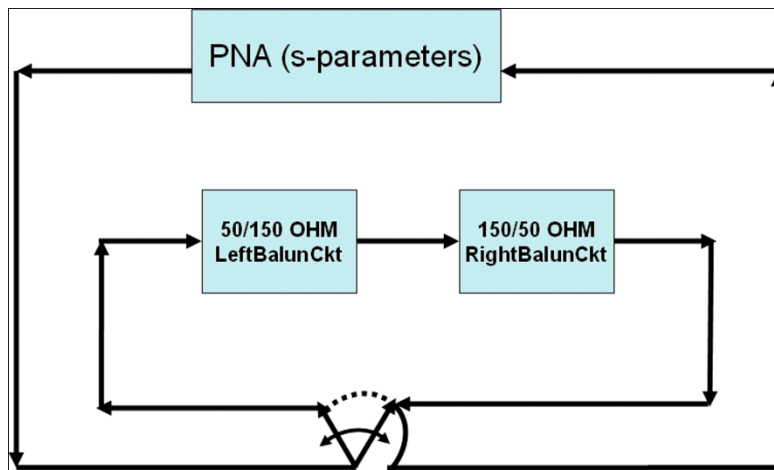 PNA (s-parameters)
50/150 OHM
LeftBalunCkt
150/50 OHM
RightBalunCkt